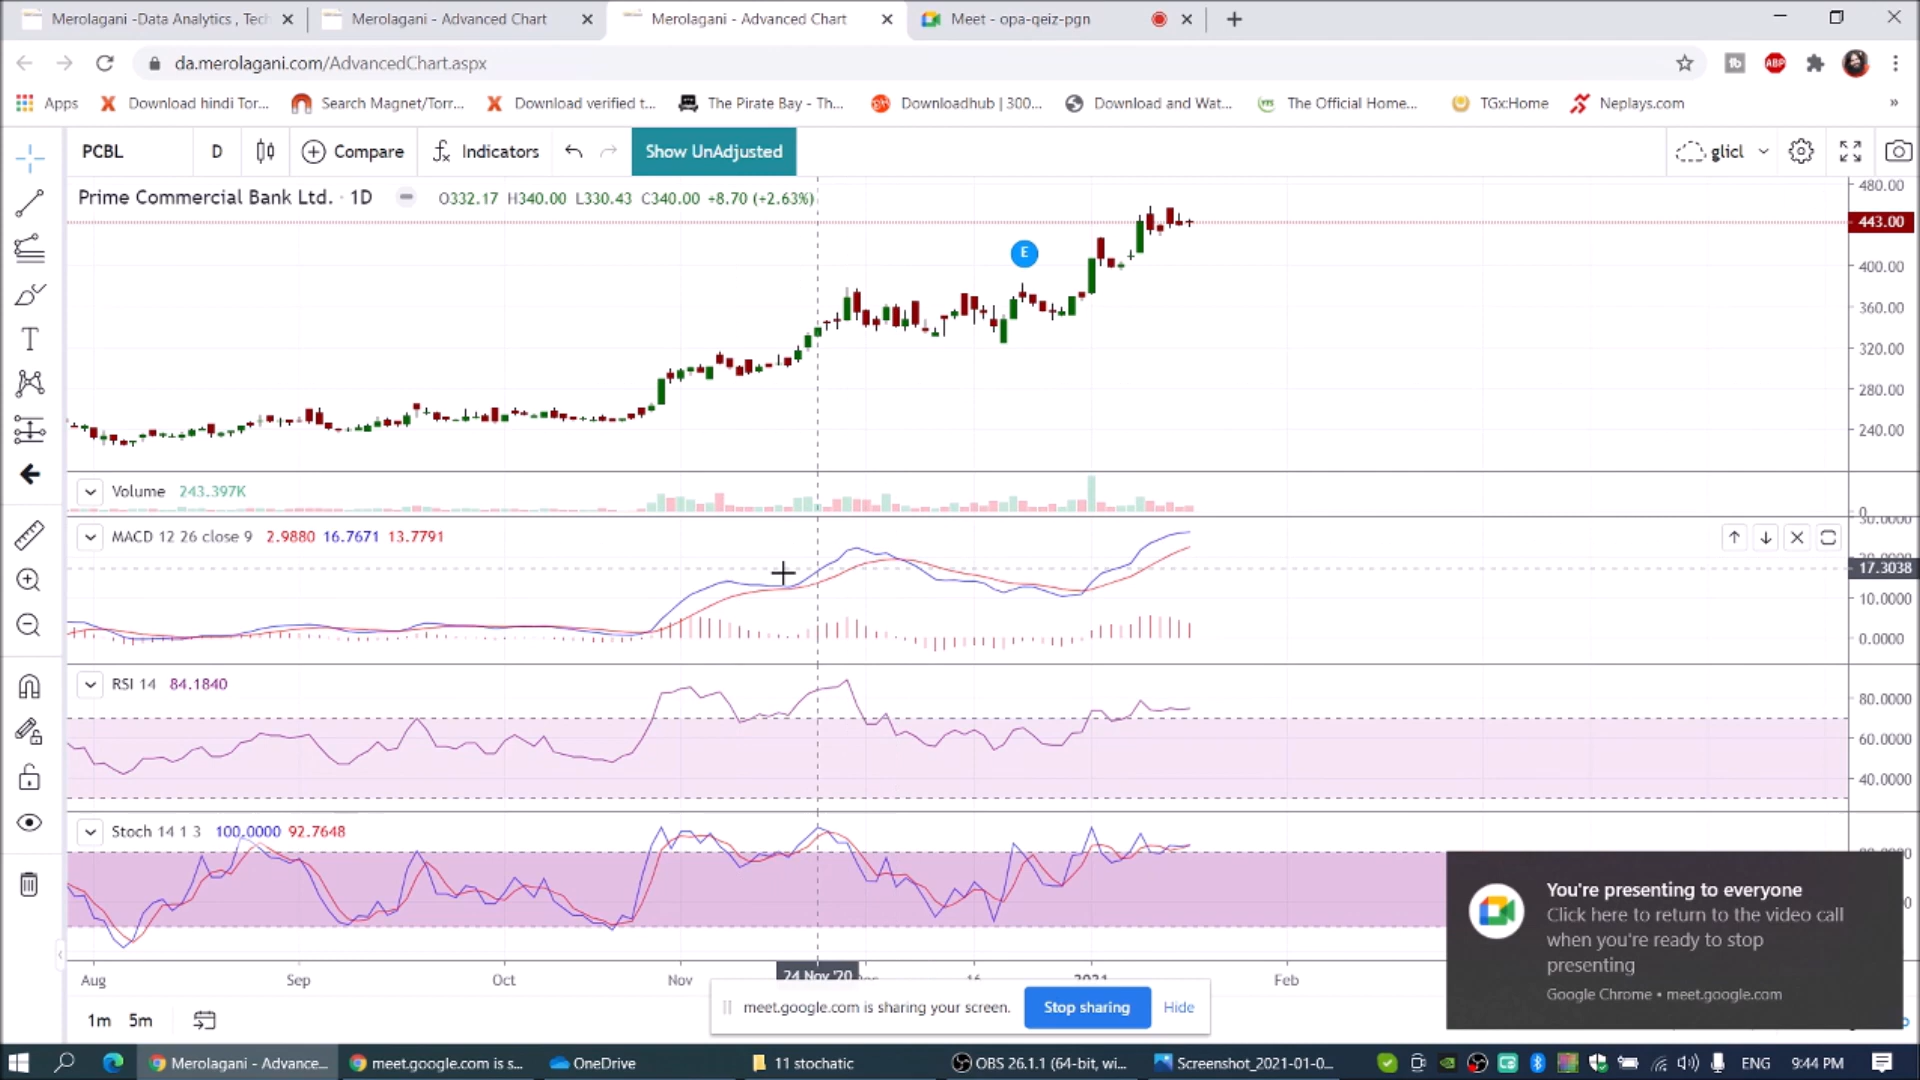 Merolagani -Data Analytics , Tech
Merolagani - Advanced Chart
Merolagani - Advanced Chart
Meet - opa-qeiz-pgn
da.merolagani.com/AdvancedChart.aspx
ABP
Apps
Download hindi Tor...
Search Magnet/Torr...
Download verified t...
The Pirate Bay - Th...
Downloadhub | 300...
Download and Wat...
The Official Home...
TGx:Home
Neplays.com
PCBL
D
Compare
Indicators
Show UnAdjusted
glicl
Prime Commercial Bank Ltd. · 1D
O332.17 H340.00 L330.43 C340.00 +8.70 (+2.63%)
480.00
443.00
E
400.00
360.00
320.00
280.00
240.00
Volume 243.397K
0
MACD 12 26 close 9 2.9880 16.7671 13.7791
30.0000
20.0000
17.3038
10.0000
0.0000
RSI 14 84.1840
80.0000
60.0000
40.0000
Stoch 14 1 3 100.0000 92.7648
Aug
Sep
Oct
Nov
24 Nov '20
16
2021
Feb
You're presenting to everyone
Click here to return to the video call
when you're ready to stop
presenting
Google Chrome • meet.google.com
meet.google.com is sharing your screen.
Stop sharing
Hide
1m 5m
Merolagani - Advance...
meet.google.com is s...
OneDrive
11 stochatic
OBS 26.1.1 (64-bit, wi...
Screenshot_2021-01-0...
ENG
9:44 PM